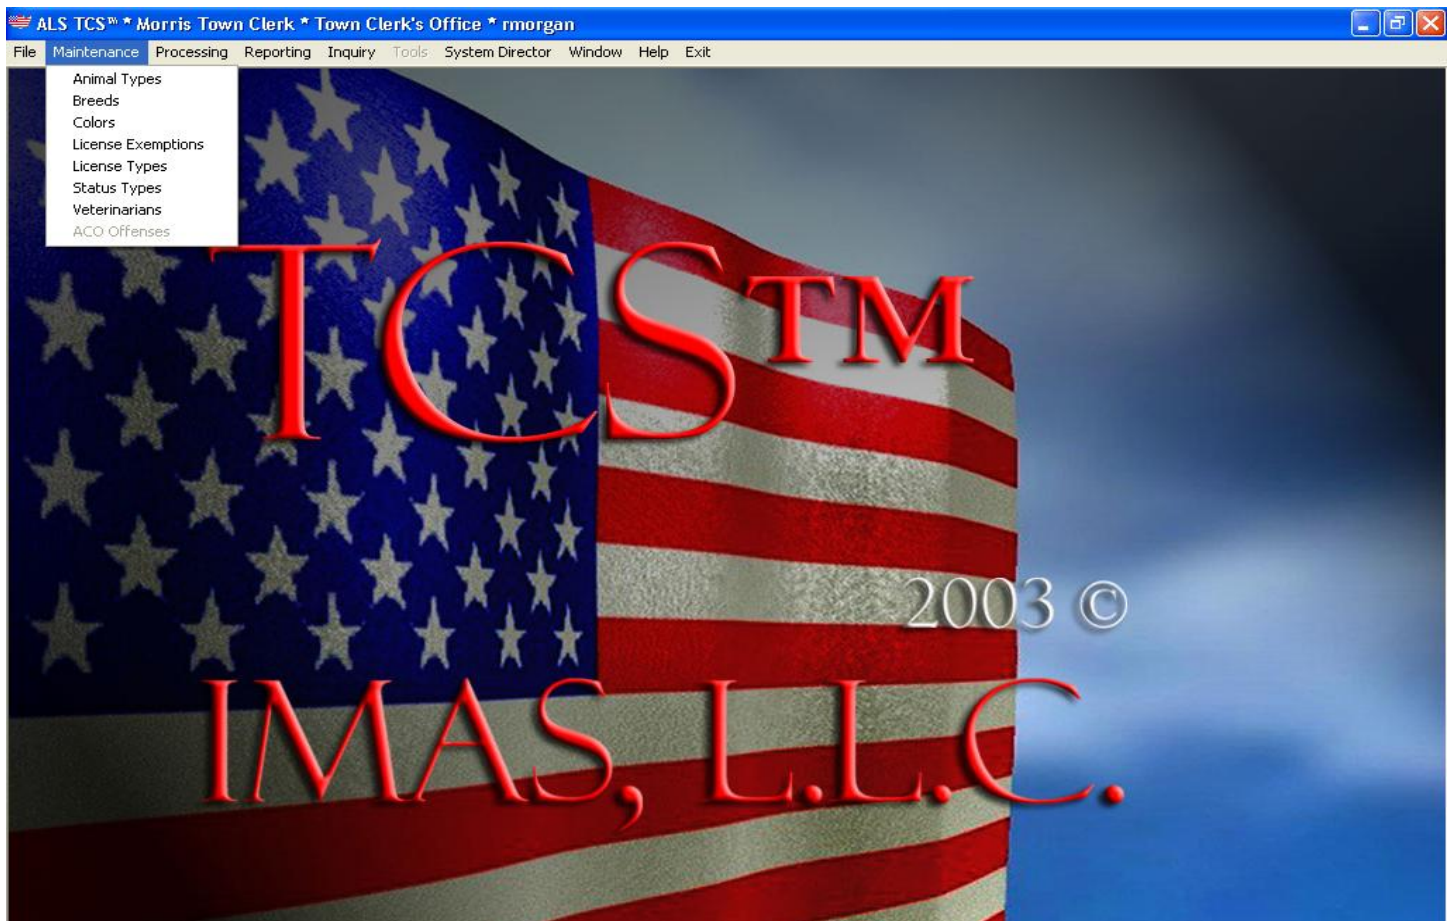 ALS TCS™ * Morris Town Clerk * Town Clerk's Office * rmorgan
File Maintenance Processing Reporting Inquiry Tools System Director Window Help Exit
Animal Types
Breeds
Colors
License Exemptions
License Types
Status Types
Veterinarians
ACO Offenses
TCS™
2003 ©
IMAS, L.L.C.